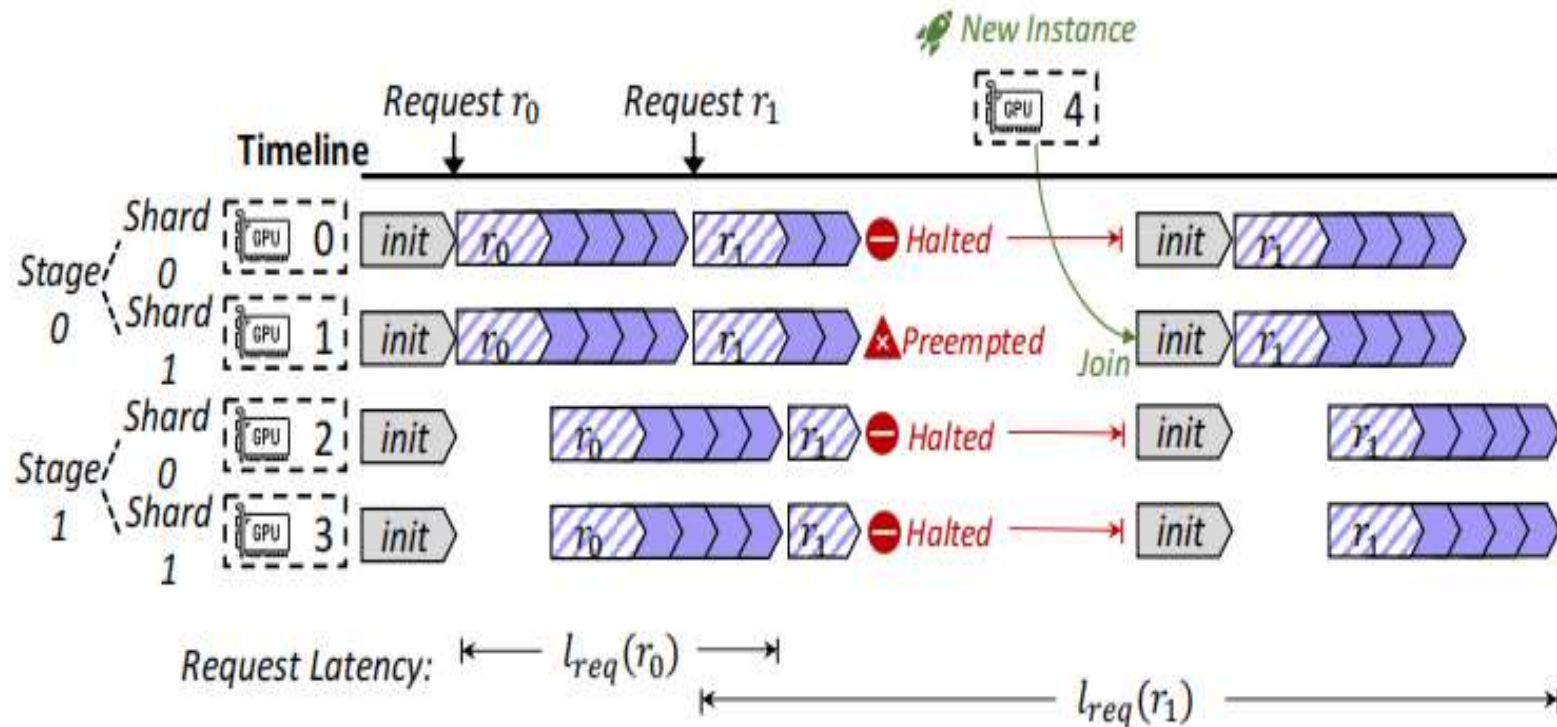 New Instance
GPU 4
Request r₀ Request r₁
Timeline
Stage 0
Shard 0 GPU 0 init r₀ r₁ Halted init r₁
Shard 1 GPU 1 init r₀ r₁ Preempted Join init r₁
Stage 1
Shard 0 GPU 2 init r₀ r₁ Halted init r₁
Shard 1 GPU 3 init r₀ r₁ Halted init r₁
Request Latency: l_req(r₀)
l_req(r₁)